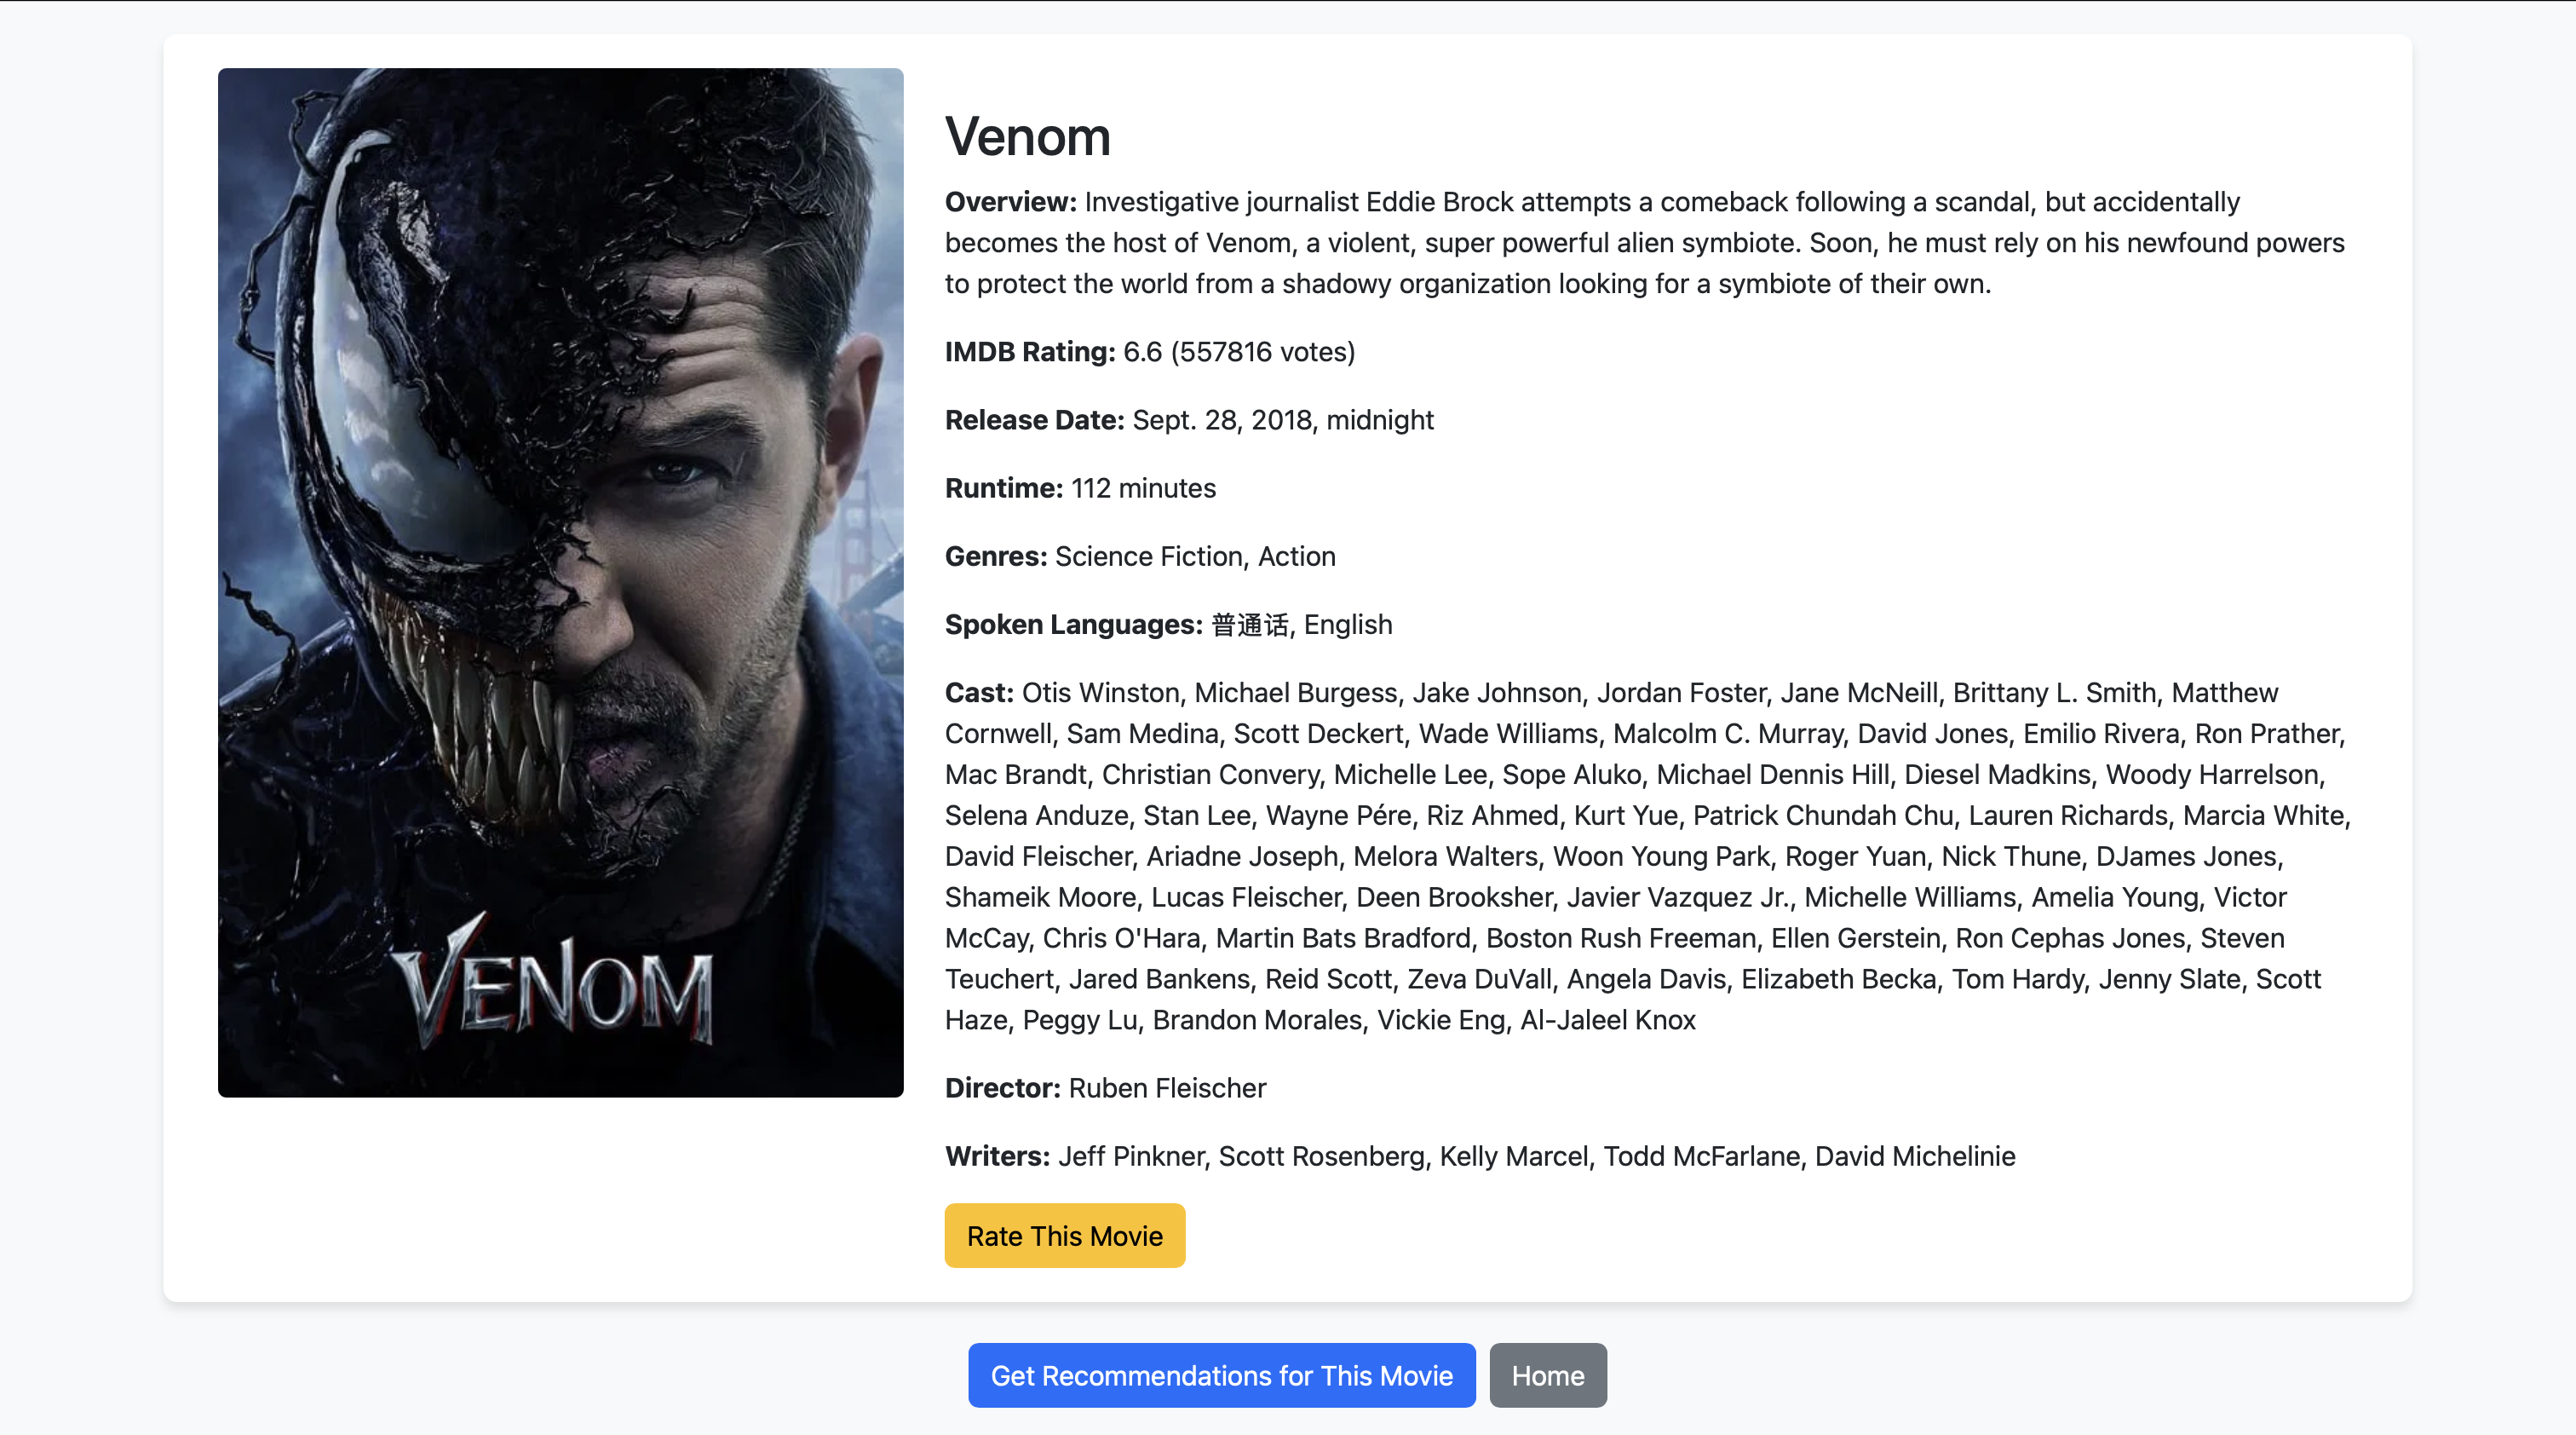 VENOM
Venom
Overview: Investigative journalist Eddie Brock attempts a comeback following a scandal, but accidentally
becomes the host of Venom, a violent, super powerful alien symbiote. Soon, he must rely on his newfound powers
to protect the world from a shadowy organization looking for a symbiote of their own.
IMDB Rating: 6.6 (557816 votes)
Release Date: Sept. 28, 2018, midnight
Runtime: 112 minutes
Genres: Science Fiction, Action
Spoken Languages: 普通话, English
Cast: Otis Winston, Michael Burgess, Jake Johnson, Jordan Foster, Jane McNeill, Brittany L. Smith, Matthew
Cornwell, Sam Medina, Scott Deckert, Wade Williams, Malcolm C. Murray, David Jones, Emilio Rivera, Ron Prather,
Mac Brandt, Christian Convery, Michelle Lee, Sope Aluko, Michael Dennis Hill, Diesel Madkins, Woody Harrelson,
Selena Anduze, Stan Lee, Wayne Pére, Riz Ahmed, Kurt Yue, Patrick Chundah Chu, Lauren Richards, Marcia White,
David Fleischer, Ariadne Joseph, Melora Walters, Woon Young Park, Roger Yuan, Nick Thune, DJames Jones,
Shameik Moore, Lucas Fleischer, Deen Brooksher, Javier Vazquez Jr., Michelle Williams, Amelia Young, Victor
McCay, Chris O'Hara, Martin Bats Bradford, Boston Rush Freeman, Ellen Gerstein, Ron Cephas Jones, Steven
Teuchert, Jared Bankens, Reid Scott, Zeva DuVall, Angela Davis, Elizabeth Becka, Tom Hardy, Jenny Slate, Scott
Haze, Peggy Lu, Brandon Morales, Vickie Eng, Al-Jaleel Knox
Director: Ruben Fleischer
Writers: Jeff Pinkner, Scott Rosenberg, Kelly Marcel, Todd McFarlane, David Michelinie
Rate This Movie
Get Recommendations for This Movie
Home